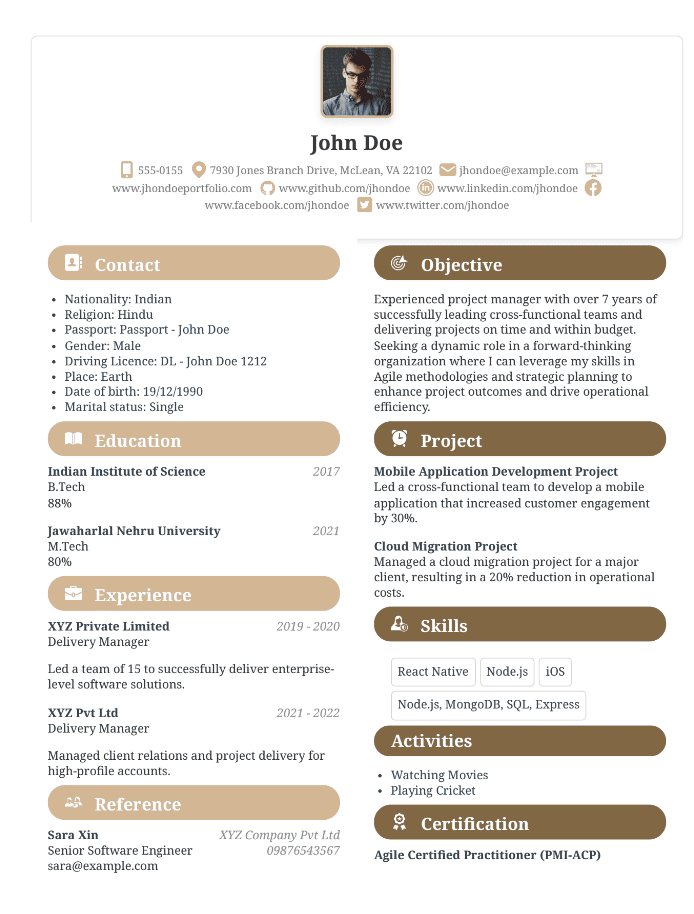 John Doe
555-0155 7930 Jones Branch Drive, McLean, VA 22102 jhondoe@example.com
www.jhondoeportfolio.com www.github.com/jhondoe www.linkedin.com/jhondoe
www.facebook.com/jhondoe www.twitter.com/jhondoe
Contact
• Nationality: Indian
• Religion: Hindu
• Passport: Passport - John Doe
• Gender: Male
• Driving Licence: DL - John Doe 1212
• Place: Earth
• Date of birth: 19/12/1990
• Marital status: Single
Education
Indian Institute of Science 2017
B.Tech
88%
Jawaharlal Nehru University 2021
M.Tech
80%
Experience
XYZ Private Limited 2019 - 2020
Delivery Manager
Led a team of 15 to successfully deliver enterprise-
level software solutions.
XYZ Pvt Ltd 2021 - 2022
Delivery Manager
Managed client relations and project delivery for
high-profile accounts.
Reference
Sara Xin XYZ Company Pvt Ltd
Senior Software Engineer 09876543567
sara@example.com
Objective
Experienced project manager with over 7 years of
successfully leading cross-functional teams and
delivering projects on time and within budget.
Seeking a dynamic role in a forward-thinking
organization where I can leverage my skills in
Agile methodologies and strategic planning to
enhance project outcomes and drive operational
efficiency.
Project
Mobile Application Development Project
Led a cross-functional team to develop a mobile
application that increased customer engagement
by 30%.
Cloud Migration Project
Managed a cloud migration project for a major
client, resulting in a 20% reduction in operational
costs.
Skills
React Native Node.js iOS
Node.js, MongoDB, SQL, Express
Activities
• Watching Movies
• Playing Cricket
Certification
Agile Certified Practitioner (PMI-ACP)